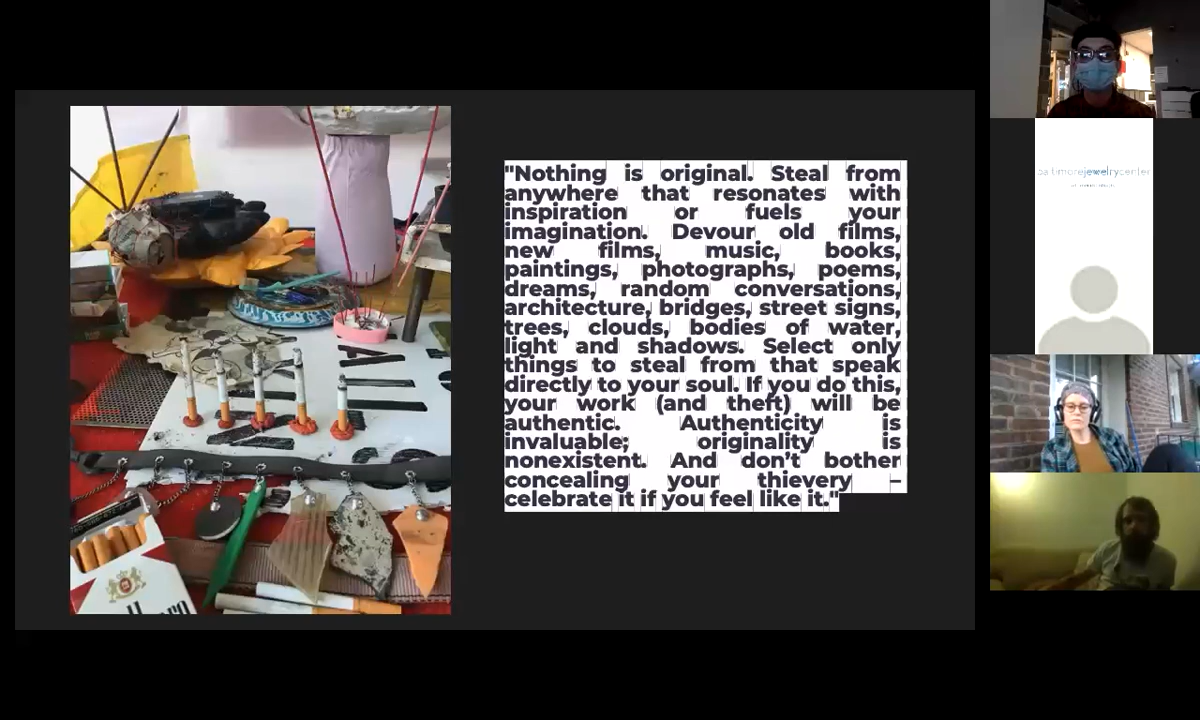 "Nothing is original. Steal from
anywhere that resonates with
inspiration or fuels your
imagination. Devour old films,
new films, music, books,
paintings, photographs, poems,
dreams, random conversations,
architecture, bridges, street signs,
trees, clouds, bodies of water,
light and shadows. Select only
things to steal from that speak
directly to your soul. If you do this,
your work (and theft) will be
authentic. Authenticity is
invaluable; originality is
nonexistent. And don’t bother
concealing your thievery –
celebrate it if you feel like it."
baltimorejewelrycenter